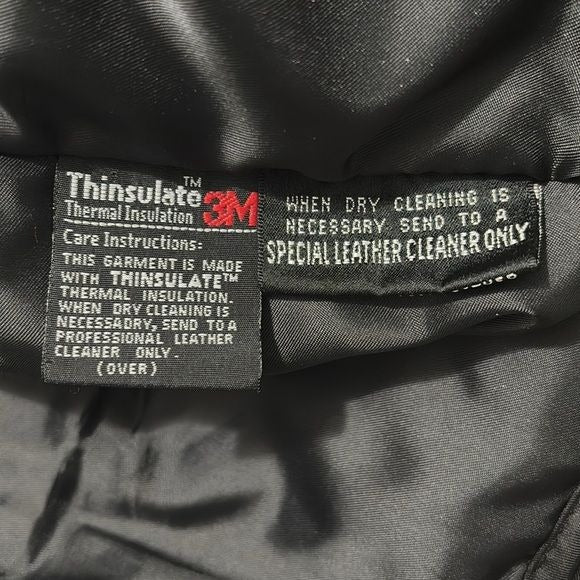 Thinsulate™ 3M
Thermal Insulation
Care Instructions:
THIS GARMENT IS MADE
WITH THINSULATE™
THERMAL INSULATION.
WHEN DRY CLEANING IS
NECESSADRY, SEND TO A
PROFESSIONAL LEATHER
CLEANER ONLY.
(OVER)
WHEN DRY CLEANING IS
NECESSARY SEND TO A
SPECIAL LEATHER CLEANER ONLY